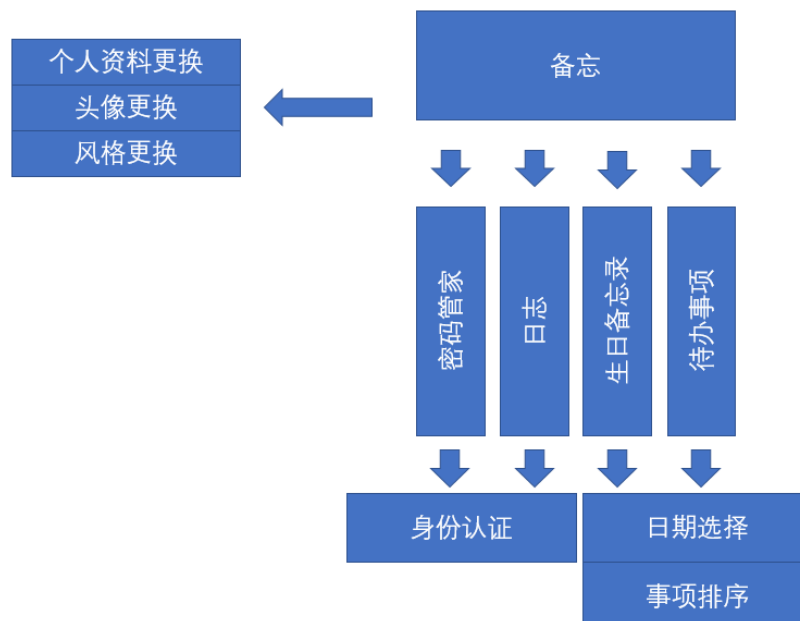 备忘
个人资料更换
头像更换
风格更换
密码管家
日志
生日备忘录
待办事项
身份认证
日期选择
事项排序